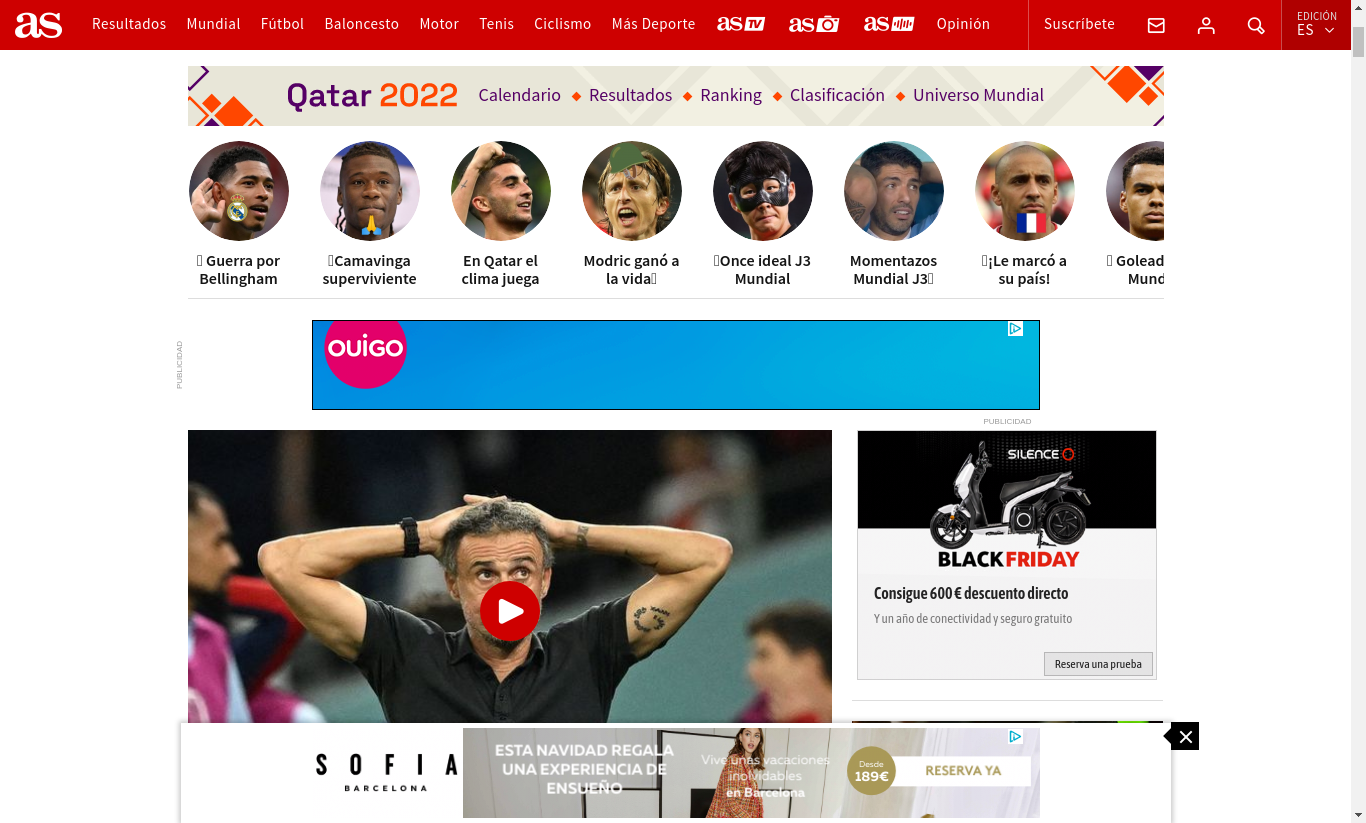 as Resultados Mundial Fútbol Baloncesto Motor Tenis Ciclismo Más Deporte as TV as as Opinión Suscríbete EDICIÓN
ES
Qatar 2022 Calendario Resultados Ranking Clasificación Universo Mundial
Guerra por
Bellingham
Camavinga
superviviente
En Qatar el
clima juega
Modric ganó a
la vida
Once ideal J3
Mundial
Momentazos
Mundial J3
¡Le marcó a
su país!
Golead
Mund
PUBLICIDAD
OUIGO
PUBLICIDAD
SILENCE
BLACK FRIDAY
Consigue 600 € descuento directo
Y un año de conectividad y seguro gratuito
Reserva una prueba
SOFIA
BARCELONA
ESTA NAVIDAD REGALA
UNA EXPERIENCIA DE
ENSUEÑO
Vive unas vacaciones
inolvidables
en Barcelona
Desde
189€
RESERVA YA